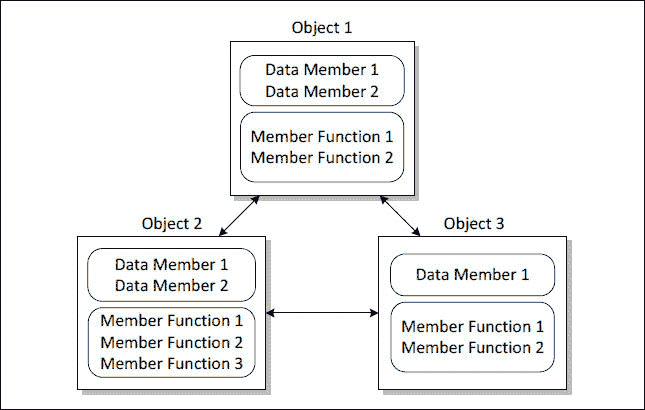 Object 1
Data Member 1
Data Member 2
Member Function 1
Member Function 2
Object 2
Data Member 1
Data Member 2
Member Function 1
Member Function 2
Member Function 3
Object 3
Data Member 1
Member Function 1
Member Function 2